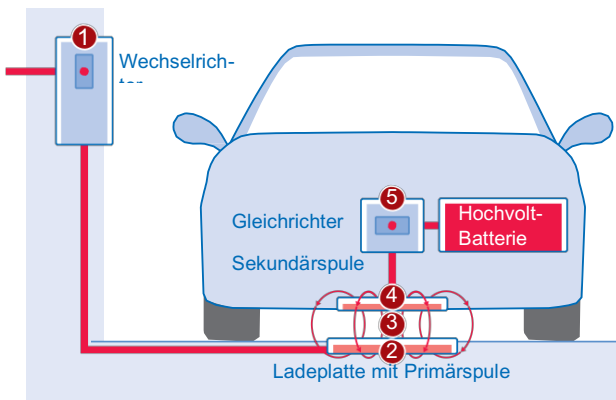 1
Wechselrich-
5
Gleichrichter
Hochvolt-
Batterie
Sekundärspule
4
3
2
Ladeplatte mit Primärspule